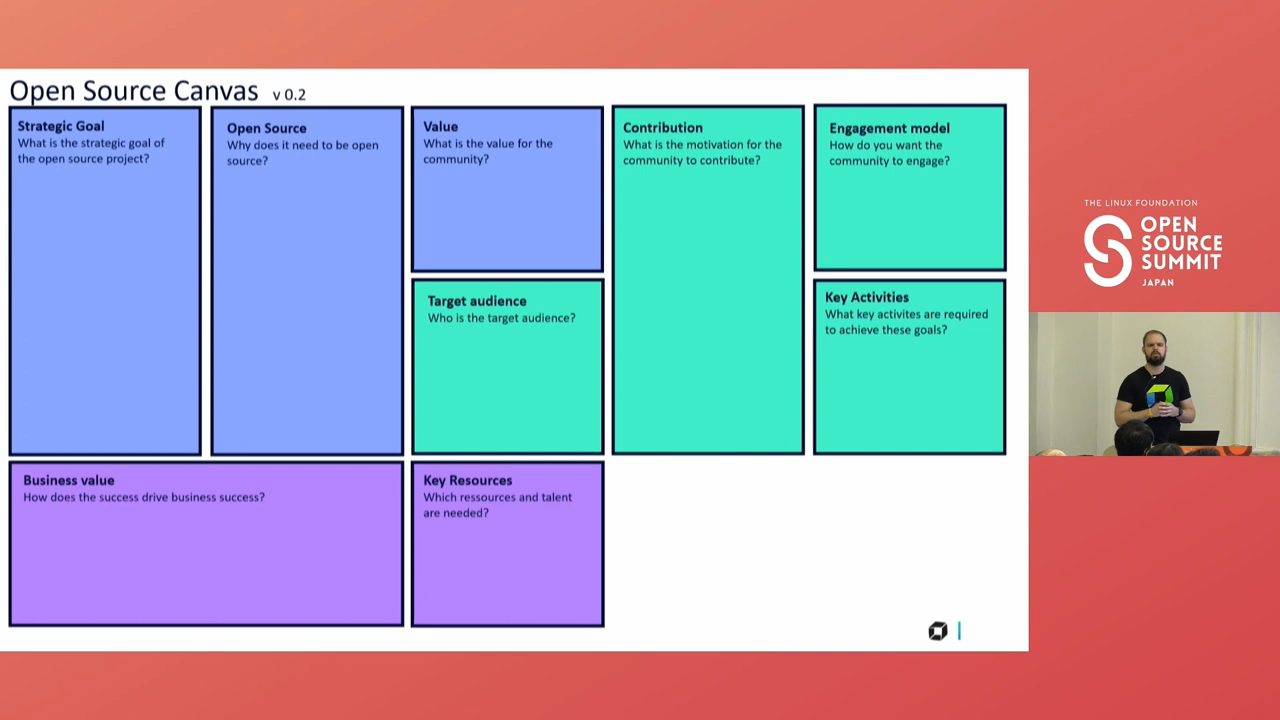 Open Source Canvas v 0.2
Strategic Goal
What is the strategic goal of
the open source project?
Open Source
Why does it need to be open
source?
Value
What is the value for the
community?
Target audience
Who is the target audience?
Contribution
What is the motivation for the
community to contribute?
Engagement model
How do you want the
community to engage?
Key Activities
What key activites are required
to achieve these goals?
Business value
How does the success drive business success?
Key Resources
Which ressources and talent
are needed?
THE LINUX FOUNDATION
OPEN
SOURCE
SUMMIT
JAPAN